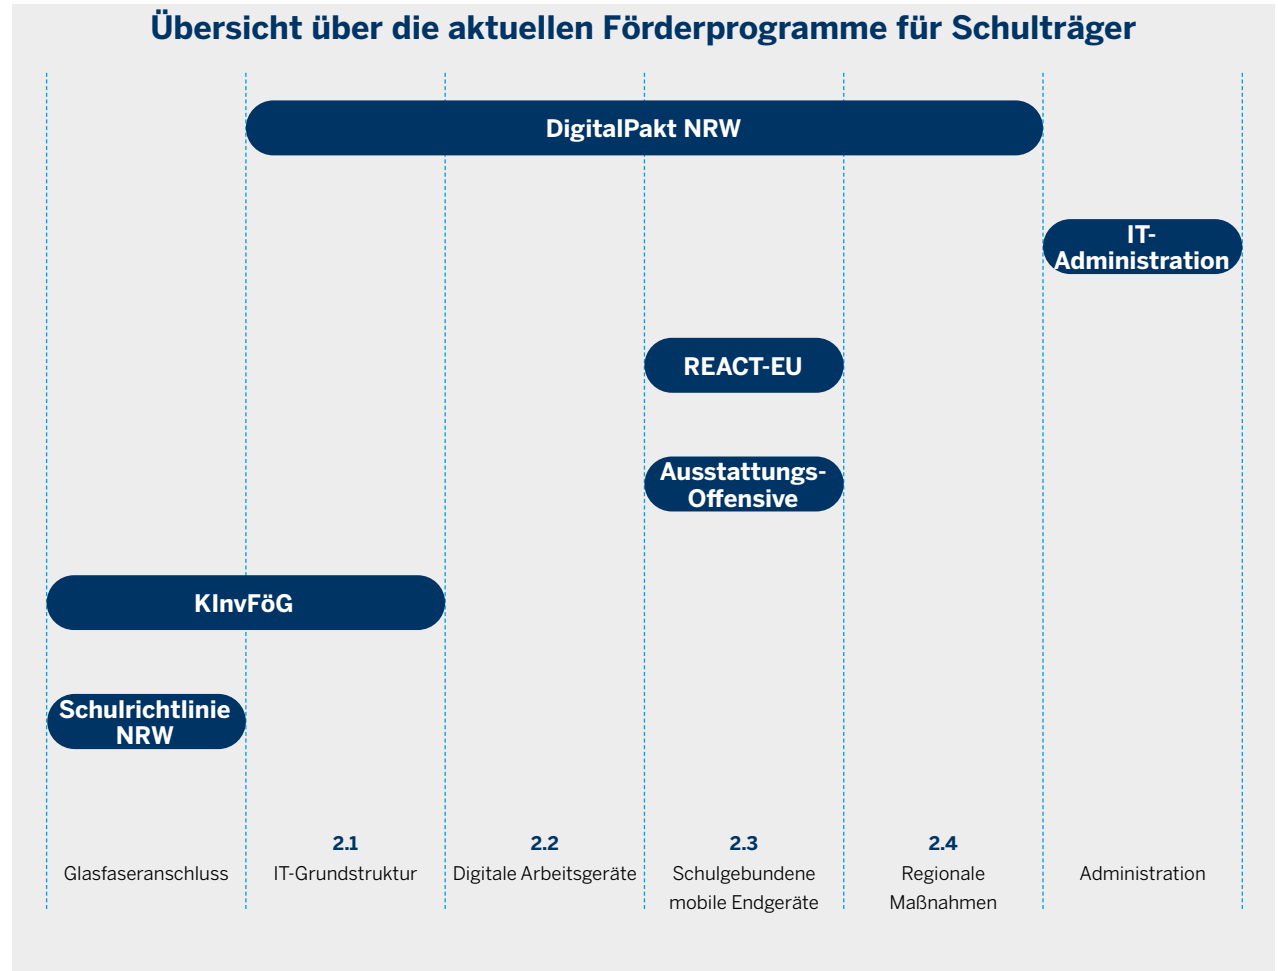 Übersicht über die aktuellen Förderprogramme für Schulträger
DigitalPakt NRW
IT-
Administration
REACT-EU
Ausstattungs-
Offensive
KInvFöG
Schulrichtlinie
NRW
Glasfaseranschluss
2.1
IT-Grundstruktur
2.2
Digitale Arbeitsgeräte
2.3
Schulgebundene
mobile Endgeräte
2.4
Regionale
Maßnahmen
Administration